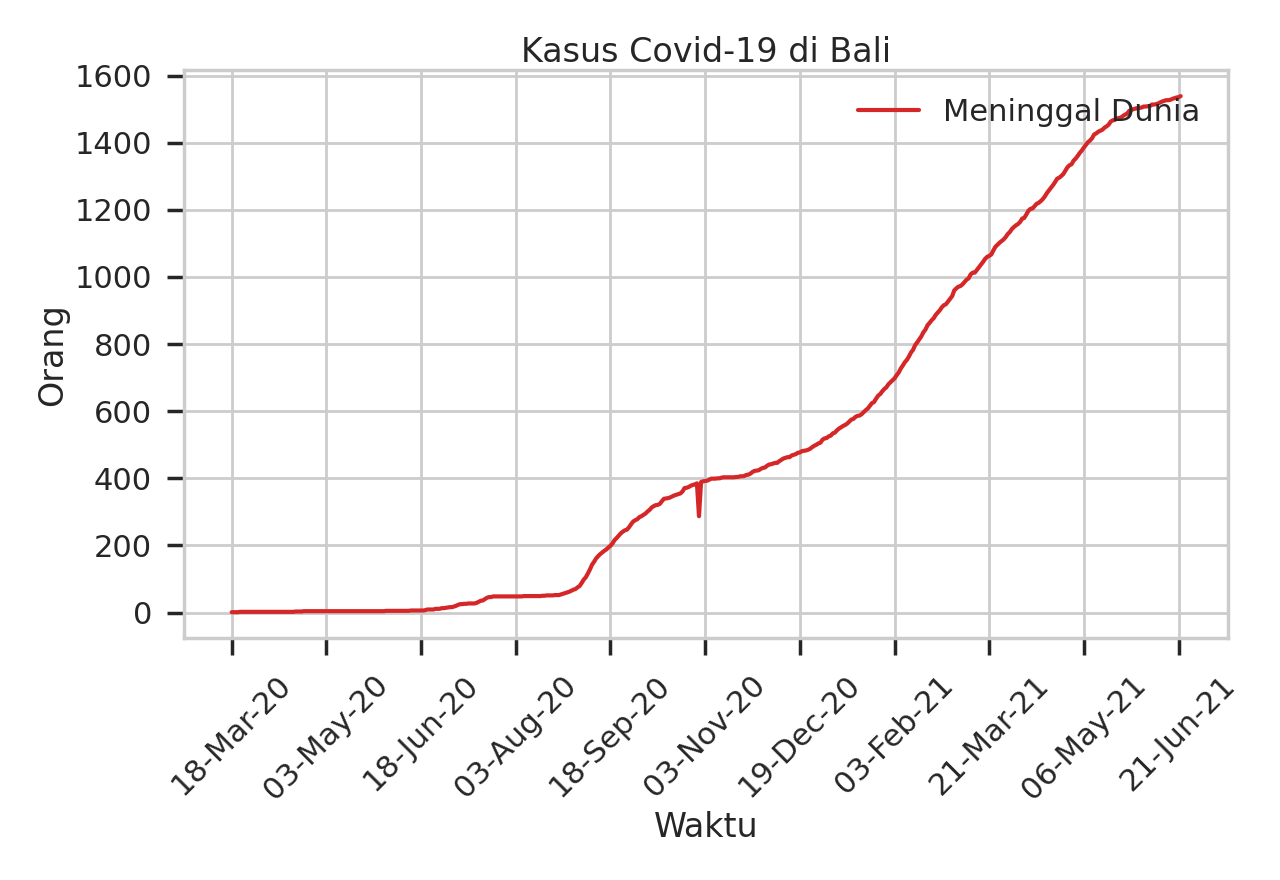 Kasus Covid-19 di Bali
Meninggal Dunia
1600
1400
1200
1000
800
600
400
200
0
Orang
18-Mar-20
03-May-20
18-Jun-20
03-Aug-20
18-Sep-20
03-Nov-20
19-Dec-20
03-Feb-21
21-Mar-21
06-May-21
21-Jun-21
Waktu